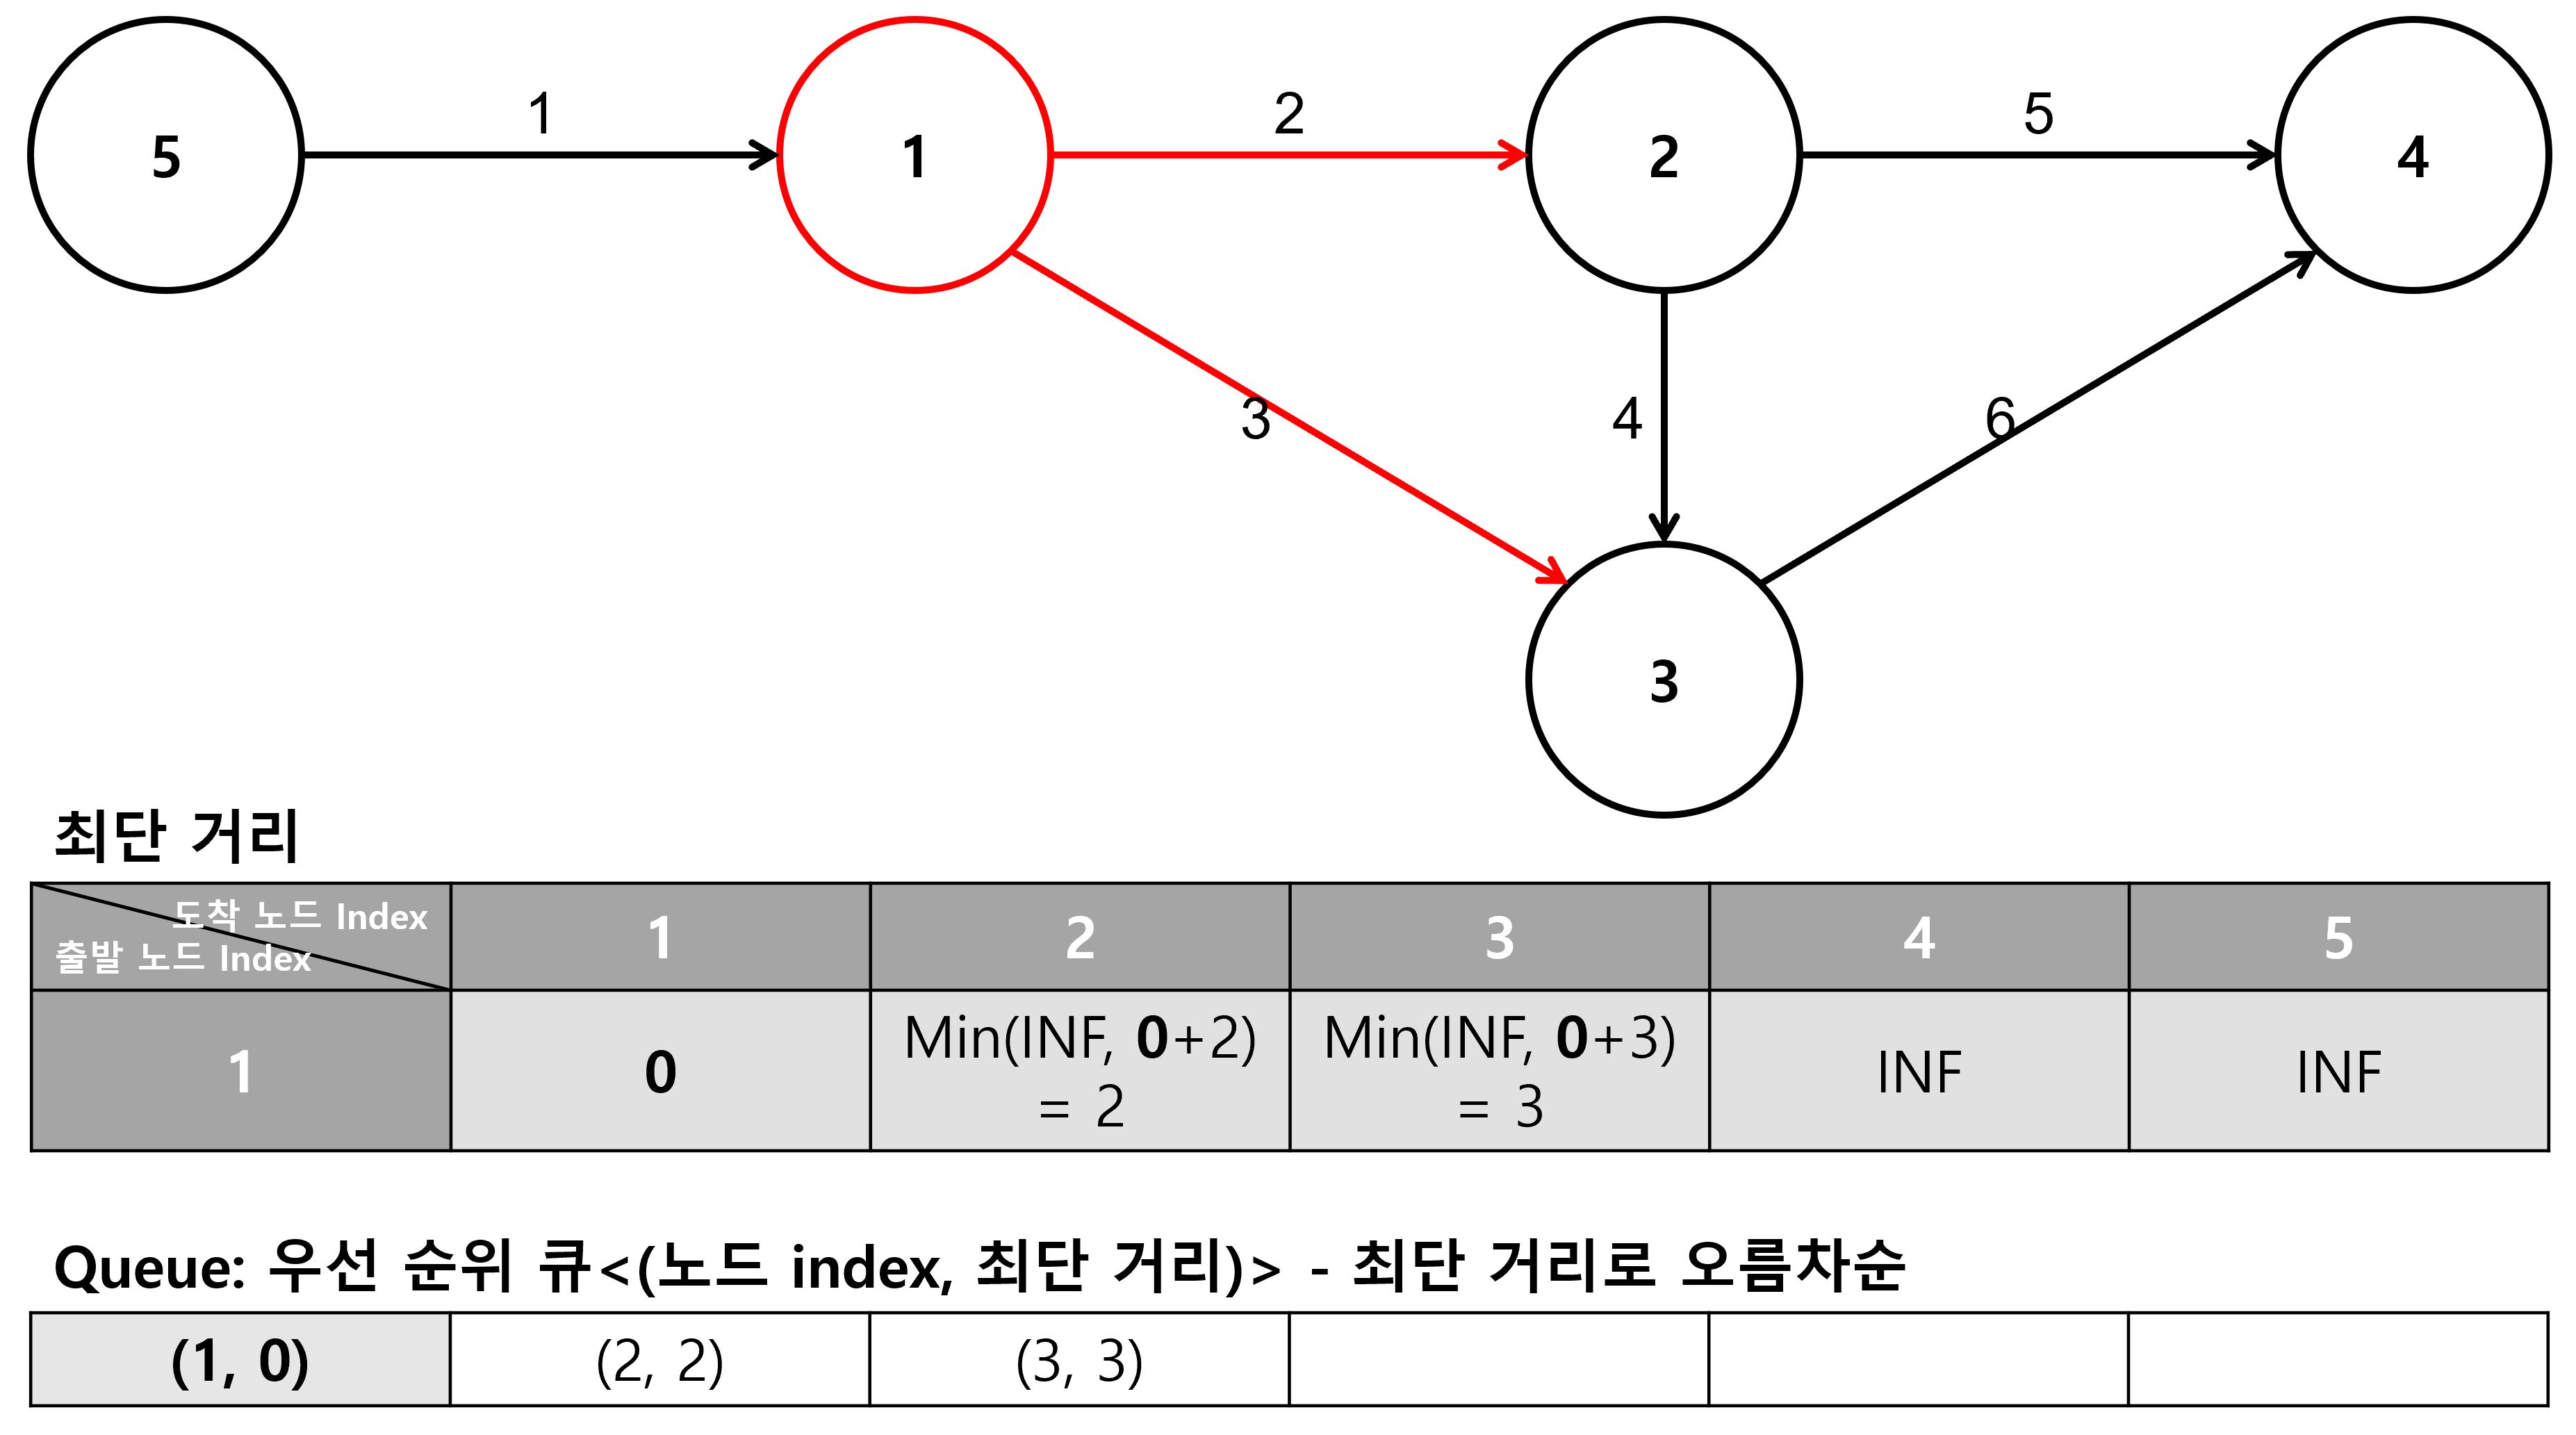 1
2
5
5
1
2
4
3
4
6
3
최단 거리
도착 노드 Index
출발 노드 Index
1
2
3
4
5
1
0
Min(INF, 0+2)
= 2
Min(INF, 0+3)
= 3
INF
INF
Queue: 우선 순위 큐<(노드 index, 최단 거리)> - 최단 거리로 오름차순
(1, 0)
(2, 2)
(3, 3)